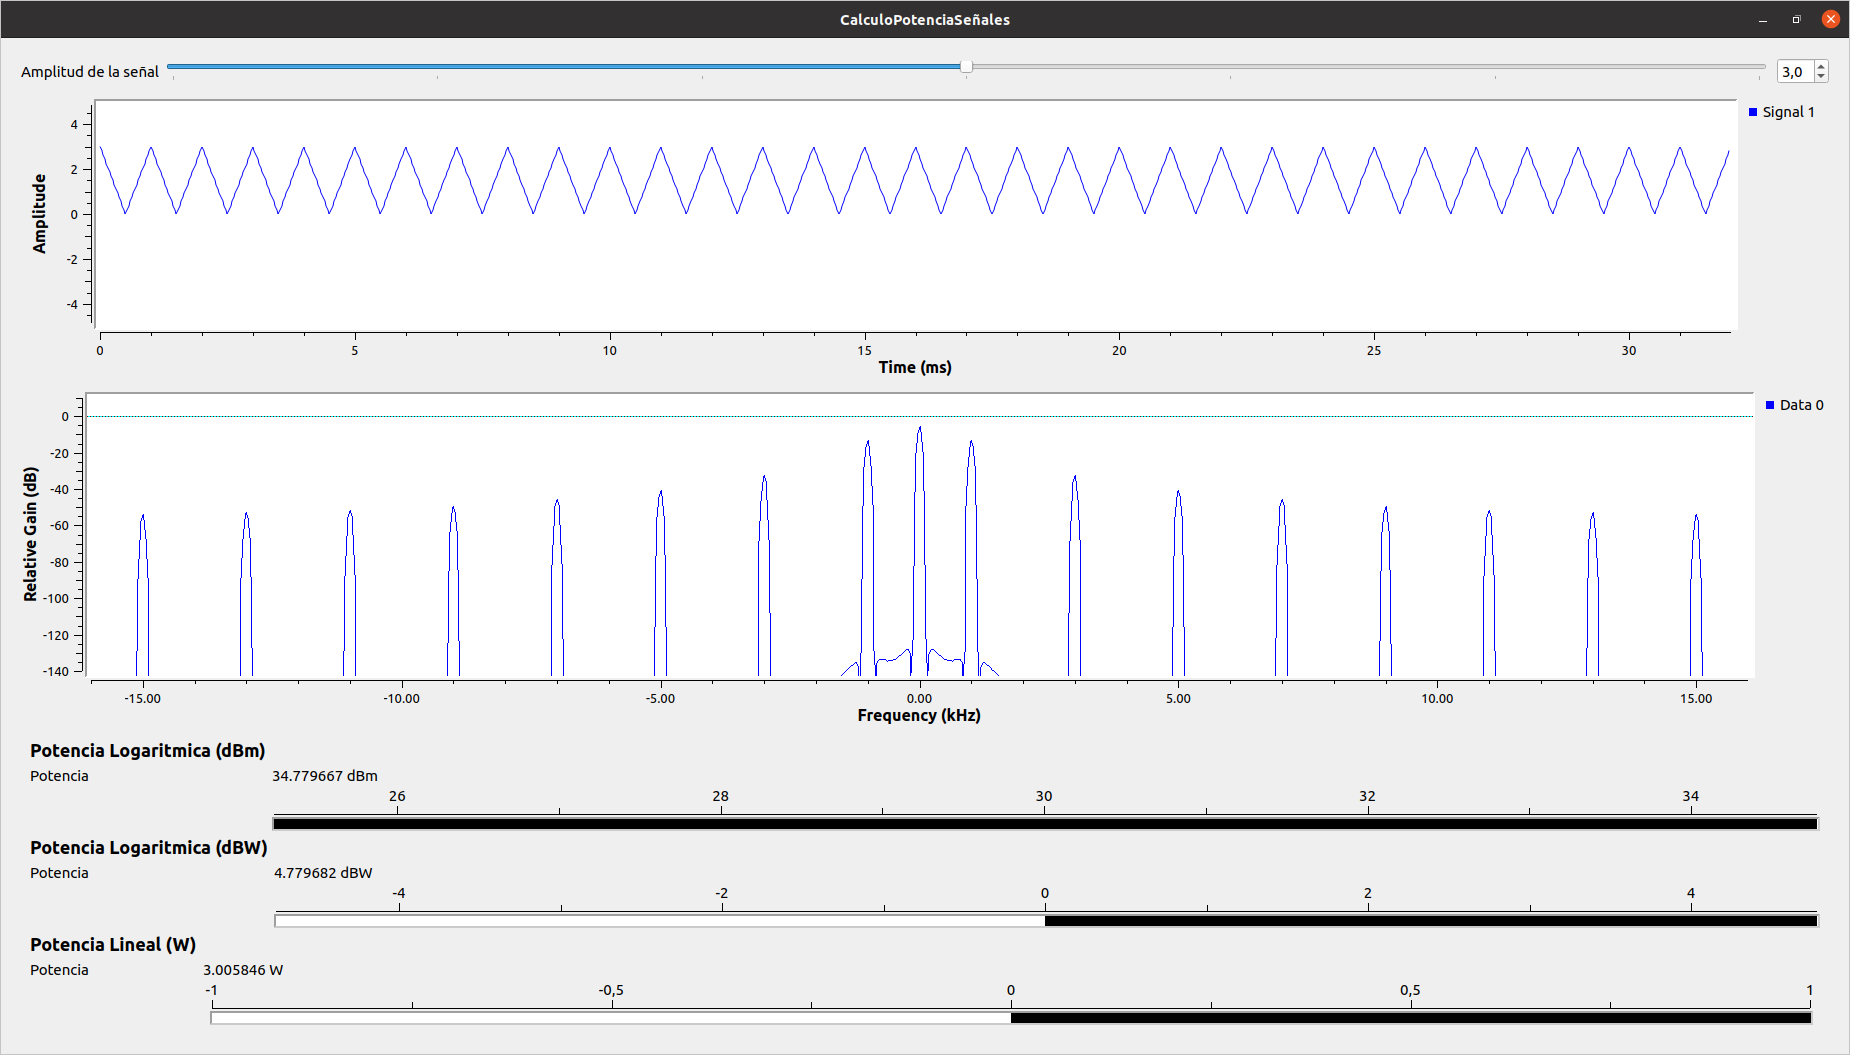 CalculoPotenciaSeñales
Amplitud de la señal
3,0
Signal 1
4
2
0
-2
-4
Amplitude
0 5 10 15 20 25 30
Time (ms)
Data 0
0
-20
-40
-60
-80
-100
-120
-140
Relative Gain (dB)
-15.00 -10.00 -5.00 0.00 5.00 10.00 15.00
Frequency (kHz)
Potencia Logaritmica (dBm)
Potencia 34.779667 dBm
26 28 30 32 34
Potencia Logaritmica (dBW)
Potencia 4.779682 dBW
-4 -2 0 2 4
Potencia Lineal (W)
Potencia 3.005846 W
-1 -0,5 0 0,5 1